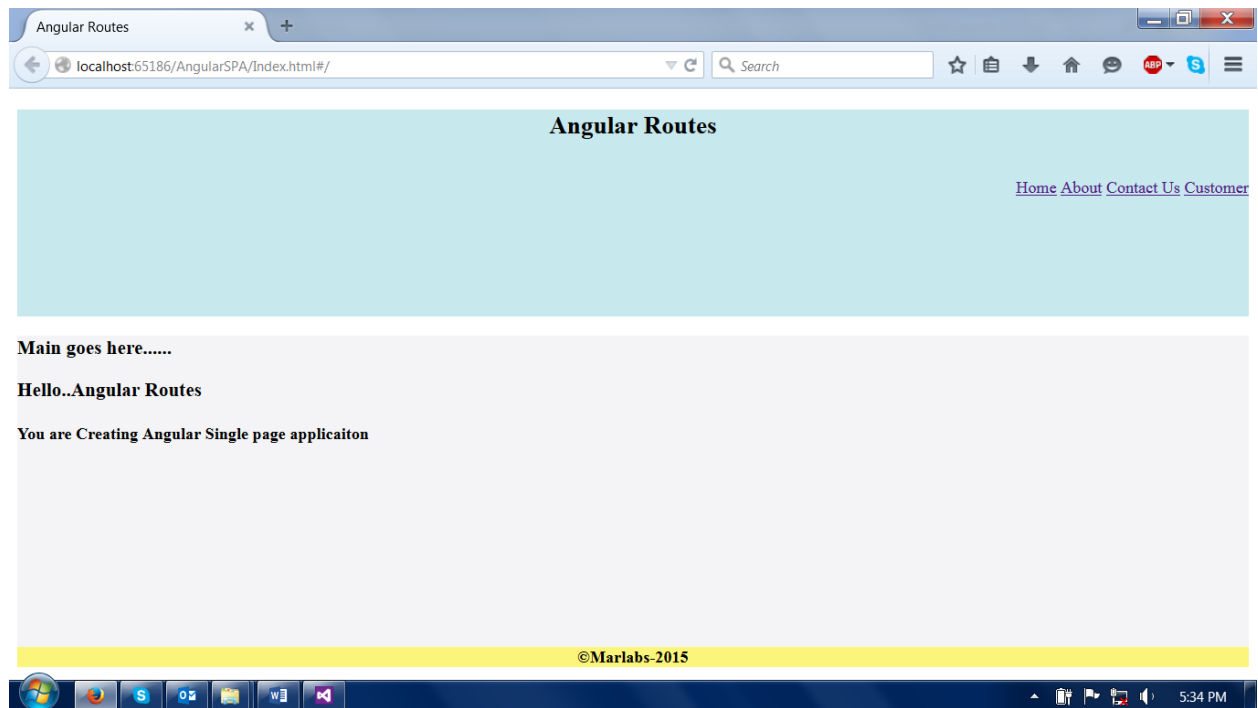 Angular Routes
localhost:65186/AngularSPA/Index.html#/
Search
ABP
S
Angular Routes
Home About Contact Us Customer
Main goes here......
Hello..Angular Routes
You are Creating Angular Single page applicaiton
©Marlabs-2015
S
W
5:34 PM